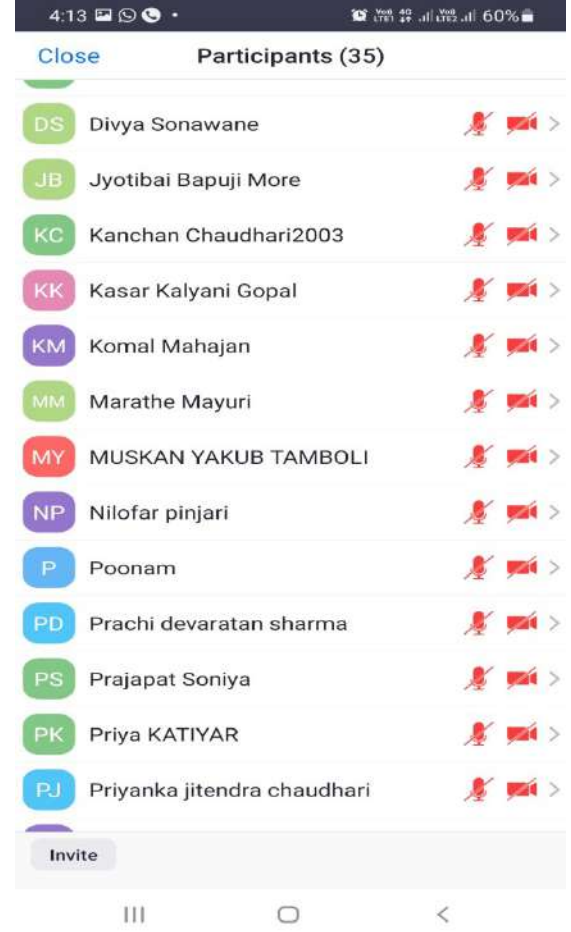 4:13 60%
Close Participants (35)
DS Divya Sonawane
JB Jyotibai Bapuji More
KC Kanchan Chaudhari2003
KK Kasar Kalyani Gopal
KM Komal Mahajan
MM Marathe Mayuri
MY MUSKAN YAKUB TAMBOLI
NP Nilofar pinjari
P Poonam
PD Prachi devaratan sharma
PS Prajapat Soniya
PK Priya KATIYAR
PJ Priyanka jitendra chaudhari
Invite